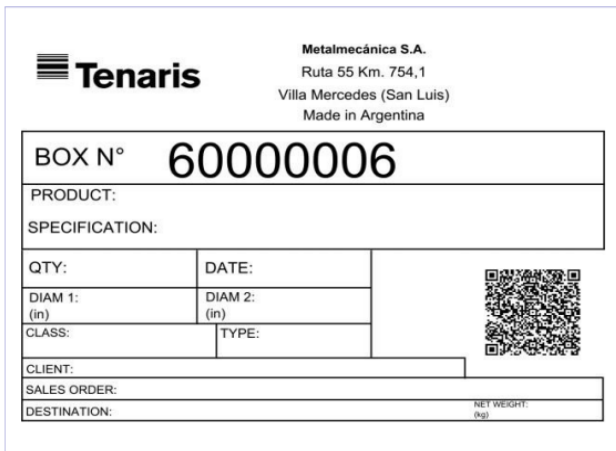 Tenaris
Metalmecánica S.A.
Ruta 55 Km. 754,1
Villa Mercedes (San Luis)
Made in Argentina
BOX N° 60000006
PRODUCT:
SPECIFICATION:
QTY: DATE:
DIAM 1: DIAM 2:
(in) (in)
CLASS: TYPE:
CLIENT:
SALES ORDER:
DESTINATION: NET WEIGHT:
(kg)